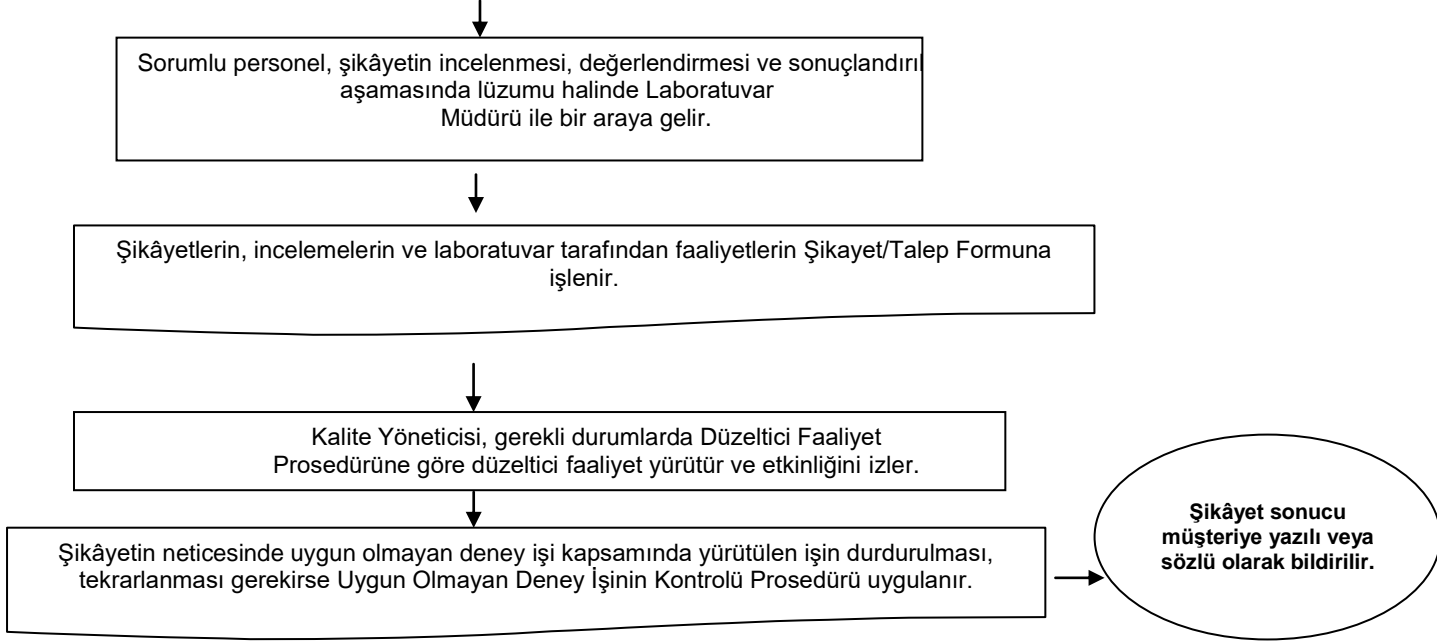 Sorumlu personel, şikâyetin incelenmesi, değerlendirmesi ve
aşamasında lüzumu halinde Laboratuvar
Müdürü ile bir araya gelir.
Şikâyetlerin, incelemelerin ve laboratuvar tarafından faaliyetlerin Şikayet/Talep Formuna
işlenir.
Kalite Yöneticisi, gerekli durumlarda Düzeltici Faaliyet
Prosedürüne göre düzeltici faaliyet yürütür ve etkinliğini izler.
Şikâyetin neticesinde uygun olmayan deney işi kapsamında yürütülen işin durdurulması,
tekrarlanması gerekirse Uygun Olmayan Deney İşinin Kontrolü Prosedürü uygulanır.
Şikâyet sonucu
müşteriye yazılı veya
sözlü olarak bildirilir.